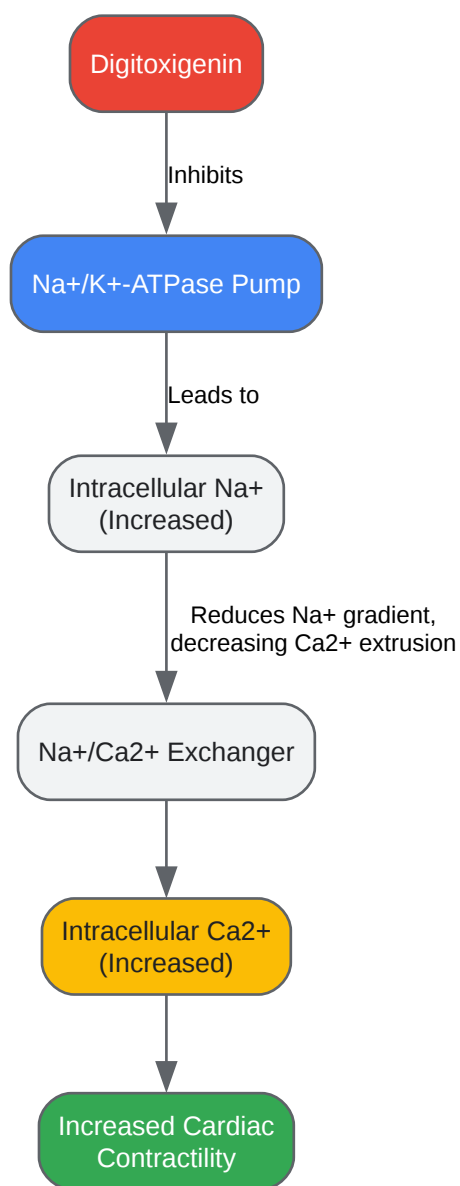 Digitoxigenin
Inhibits
Na+/K+-ATPase Pump
Leads to
Intracellular Na+
(Increased)
Reduces Na+ gradient,
decreasing Ca2+ extrusion
Na+/Ca2+ Exchanger
Intracellular Ca2+
(Increased)
Increased Cardiac
Contractility